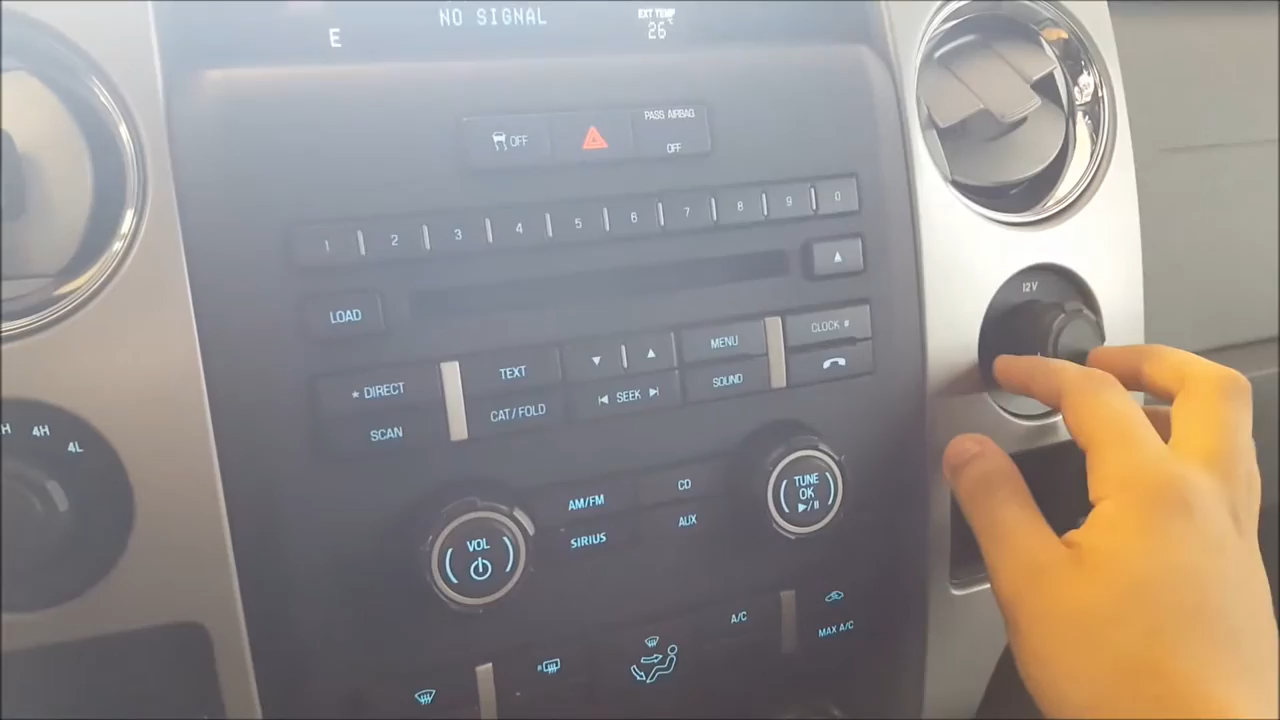 NO SIGNAL
EXT TEMP
26°C
E
OFF
PASS AIRBAG
OFF
1 2 3 4 5 6 7 8 9 0
12V
LOAD
CLOCK #
MENU
TEXT
* DIRECT
SEEK
SOUND
CAT/FOLD
SCAN
4H
4L
H
AM/FM
CD
TUNE
OK
SIRIUS
AUX
VOL
A/C
MAX A/C